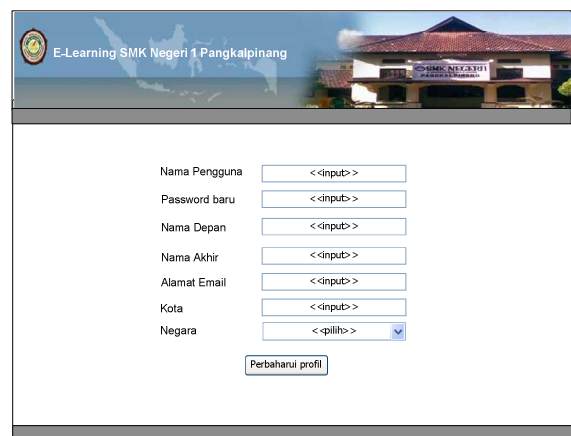 E-Learning SMK Negeri 1 Pangkalpinang
SMK NEGERI 1
PANGKALPINANG
Nama Pengguna <<input>>
Password baru <<input>>
Nama Depan <<input>>
Nama Akhir <<input>>
Alamat Email <<input>>
Kota <<input>>
Negara <<pilih>>
Perbaharui profil